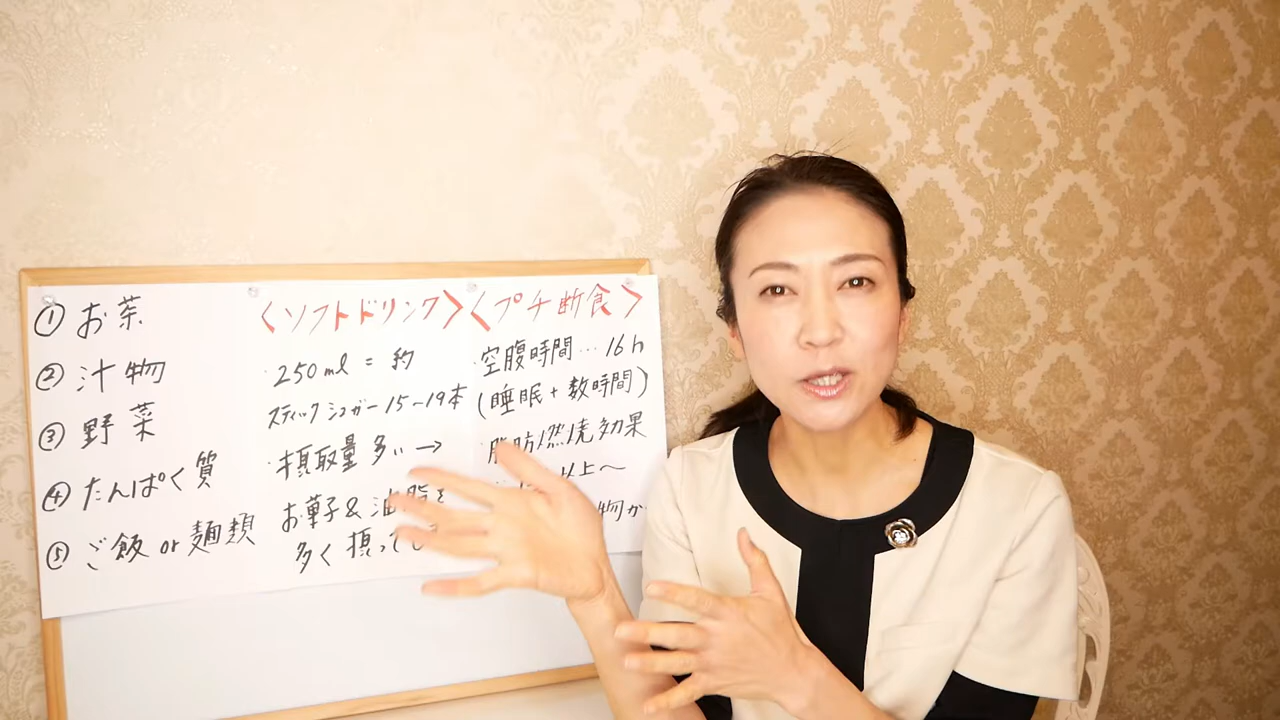 ① お茶
② 汁物
③ 野菜
④ たんぱく質
⑤ ご飯 or 麺類
〈ソフトドリンク〉
・250ml = 約
スティックシュガー15〜19本
・摂取量多い→
お菓子&油脂を
多く摂って
〈プチ断食〉
・空腹時間…16h
(睡眠+数時間)
・脂肪燃焼効果
以上〜
物か